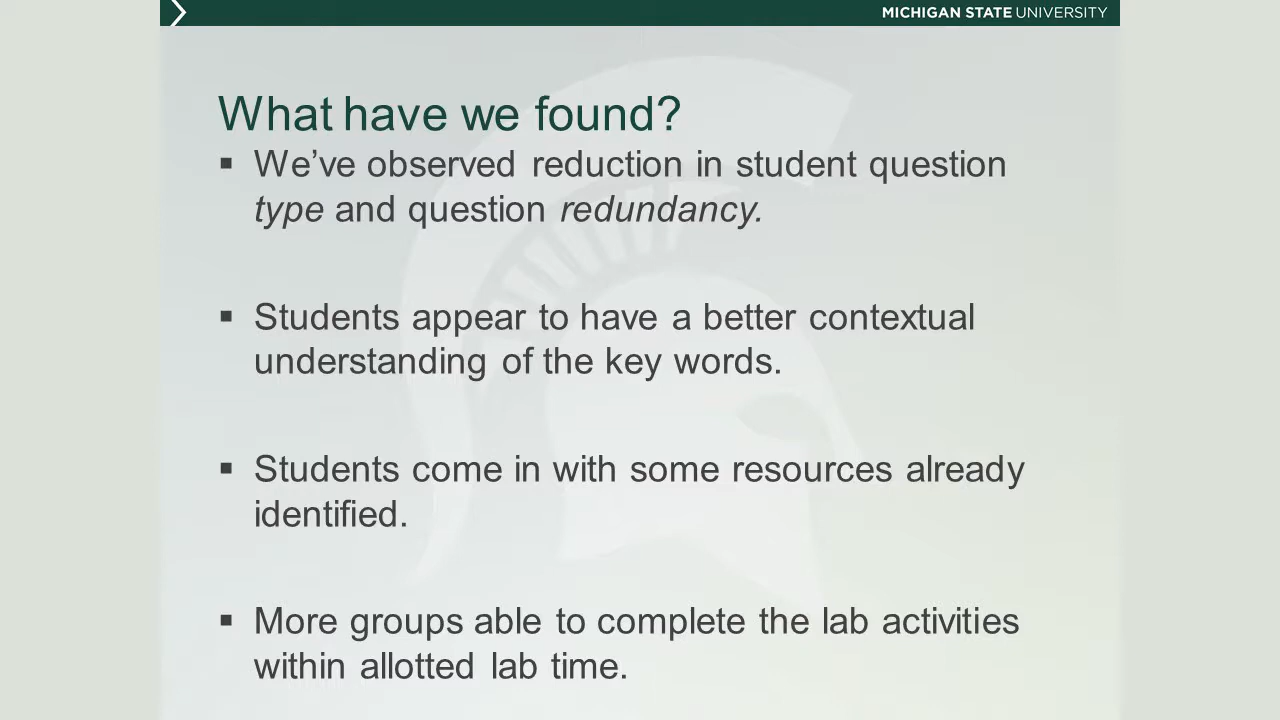 MICHIGAN STATE UNIVERSITY
What have we found?
▪ We’ve observed reduction in student question
type and question redundancy.
▪ Students appear to have a better contextual
understanding of the key words.
▪ Students come in with some resources already
identified.
▪ More groups able to complete the lab activities
within allotted lab time.